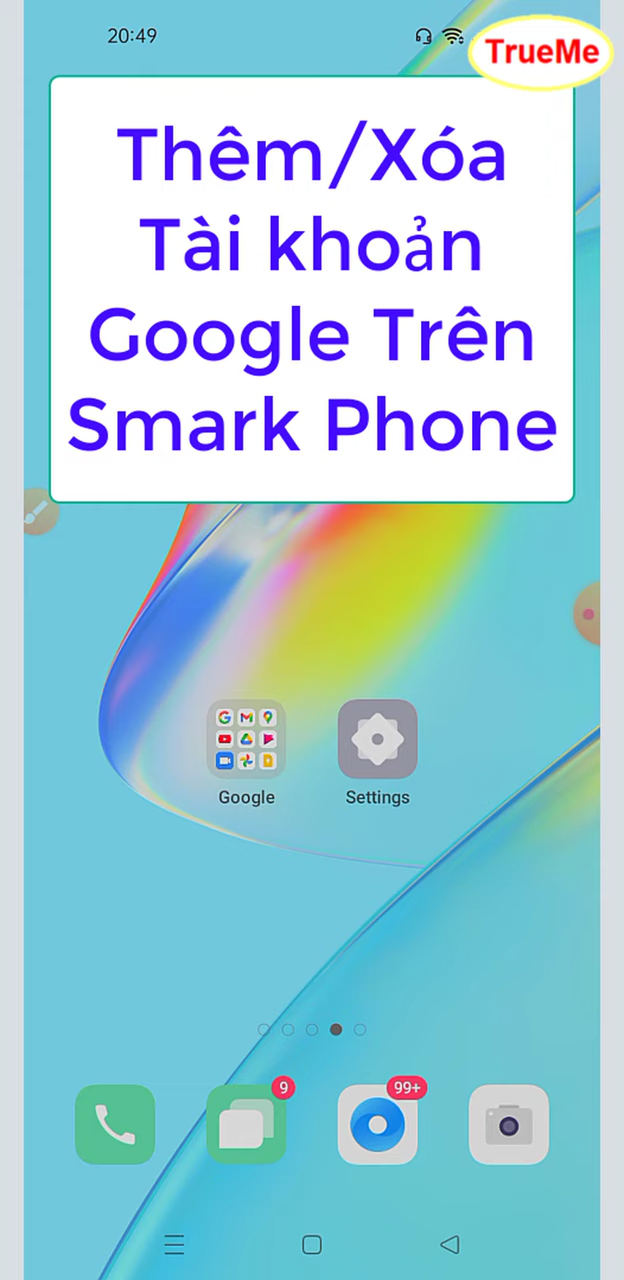 20:49
TrueMe
Thêm/Xóa
Tài khoản
Google Trên
Smark Phone
Google
Settings
9
99+